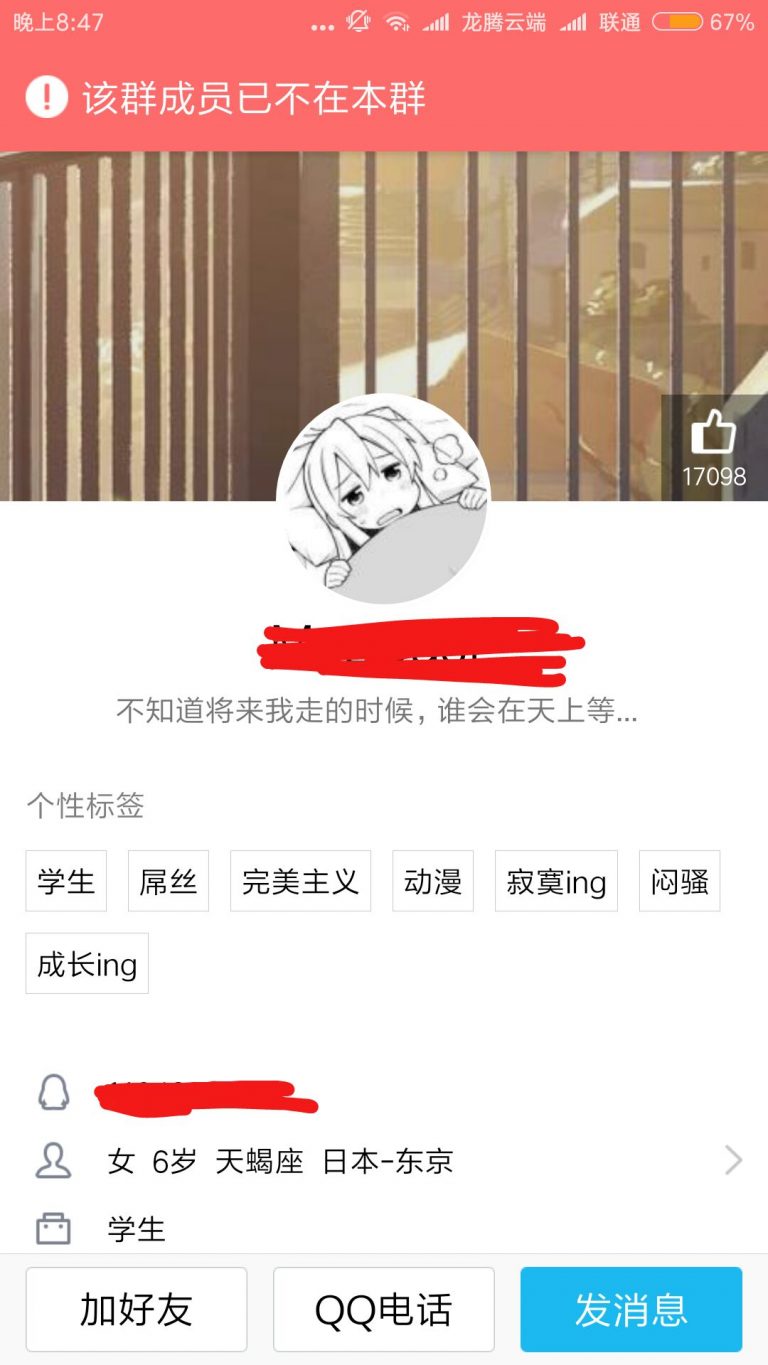 晚上8:47 ... 龙腾云端 联通 67%
该群成员已不在本群
17098
不知道将来我走的时候，谁会在天上等...
个性标签
学生 屌丝 完美主义 动漫 寂寞ing 闷骚
成长ing
女 6岁 天蝎座 日本-东京
学生
加好友 QQ电话 发消息